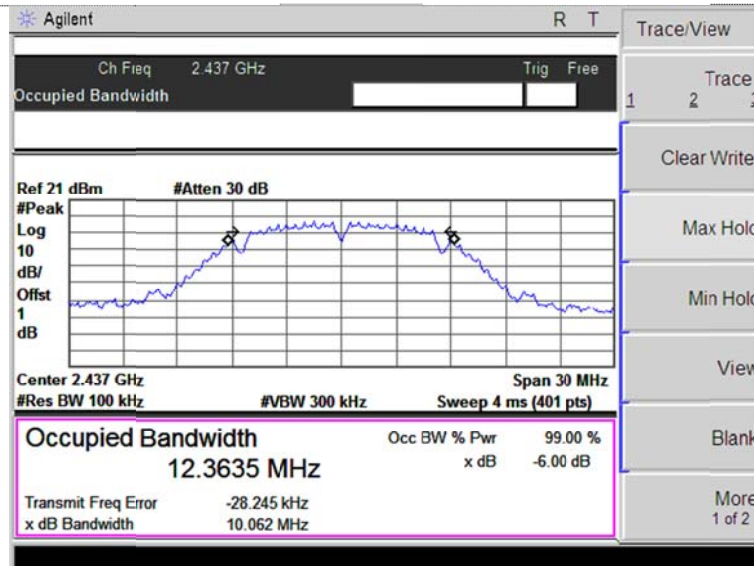 Agilent R T
Ch Freq 2.437 GHz Trig Free
Occupied Bandwidth
Ref 21 dBm #Atten 30 dB
#Peak
Log
10
dB/
Offst
1
dB
Center 2.437 GHz Span 30 MHz
#Res BW 100 kHz #VBW 300 kHz Sweep 4 ms (401 pts)
Occupied Bandwidth Occ BW % Pwr 99.00 %
12.3635 MHz x dB -6.00 dB
Transmit Freq Error -28.245 kHz
x dB Bandwidth 10.062 MHz
Trace/View
Trace
1 2
Clear Write
Max Hold
Min Hold
View
Blank
More
1 of 2